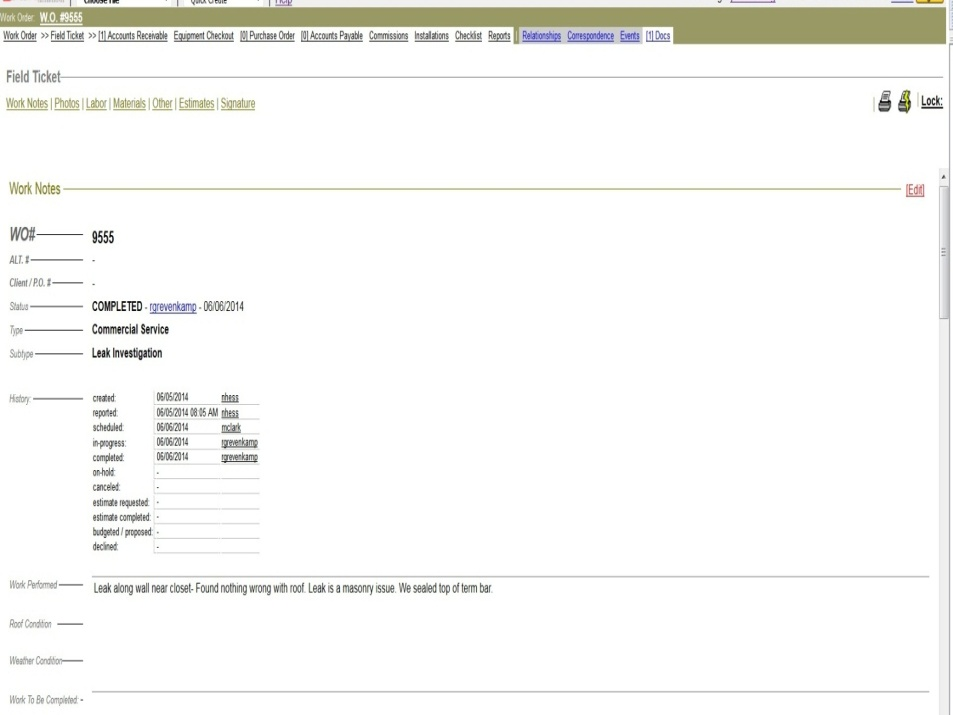 Choose File Quick Create Help
Work Order: W.O. #9555
Work Order >> Field Ticket >> [1] Accounts Receivable Equipment Checkout [0] Purchase Order [0] Accounts Payable Commissions Installations Checklist Reports || Relationships Correspondence Events [1] Docs
Field Ticket
Work Notes | Photos | Labor | Materials | Other | Estimates | Signature
Lock:
Work Notes [Edit]
WO# 9555
ALT. # -
Client / P.O. # -
Status COMPLETED - rgrevenkamp - 06/06/2014
Type Commercial Service
Subtype Leak Investigation
History: created: 06/05/2014 nhess
reported: 06/05/2014 08:05 AM nhess
scheduled: 06/06/2014 mclark
in-progress: 06/06/2014 rgrevenkamp
completed: 06/06/2014 rgrevenkamp
on-hold: -
canceled: -
estimate requested: -
estimate completed: -
budgeted / proposed: -
declined: -
Work Performed Leak along wall near closet- Found nothing wrong with roof. Leak is a masonry issue. We sealed top of term bar.
Roof Condition
Weather Condition
Work To Be Completed: -